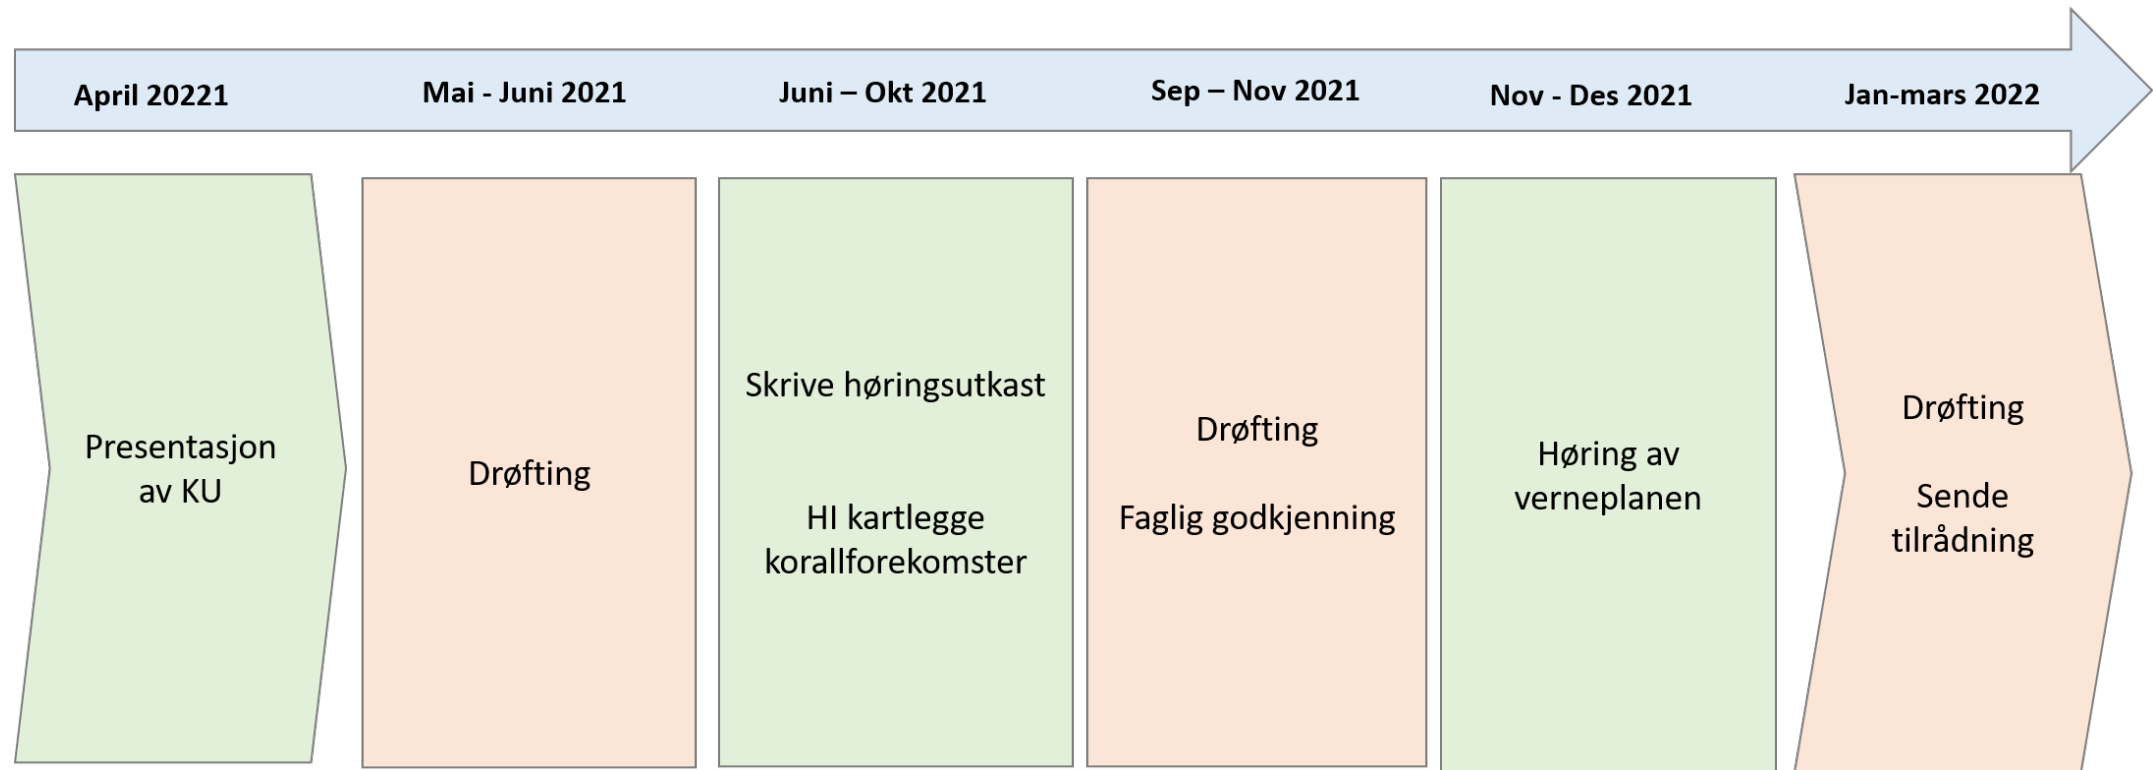 April 20221
Mai - Juni 2021
Juni – Okt 2021
Sep – Nov 2021
Nov - Des 2021
Jan-mars 2022
Presentasjon
av KU
Drøfting
Skrive høringsutkast
HI kartlegge
korallforekomster
Drøfting
Faglig godkjenning
Høring av
verneplanen
Drøfting
Sende
tilrådning